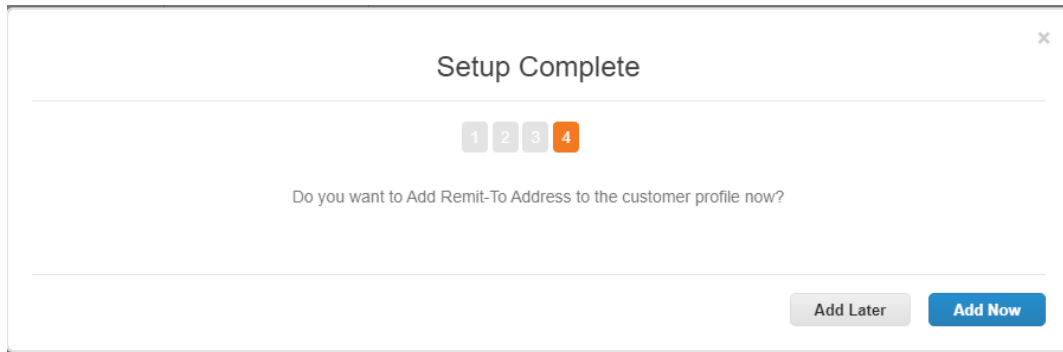 ×
Setup Complete
1 2 3 4
Do you want to Add Remit-To Address to the customer profile now?
Add Later Add Now